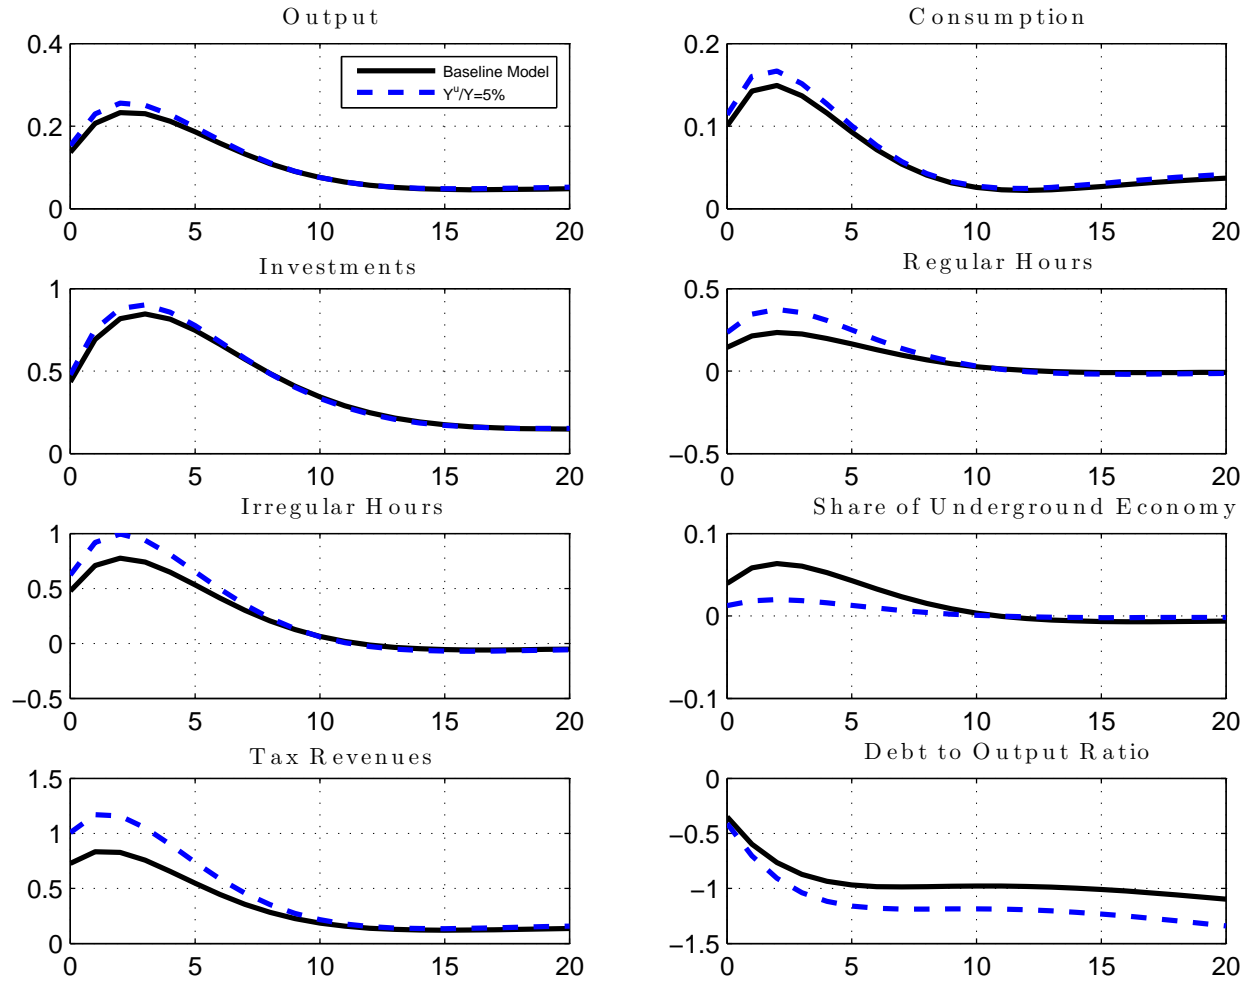 Output
0.4
0.2
0
0 5 10 15 20
Baseline Model
Yᵘ/Y=5%
Consumption
0.2
0.1
0
0 5 10 15 20
Investments
1
0.5
0
0 5 10 15 20
Regular Hours
0.5
0
−0.5
0 5 10 15 20
Irregular Hours
1
0.5
0
−0.5
0 5 10 15 20
Share of Underground Economy
0.1
0
−0.1
0 5 10 15 20
Tax Revenues
1.5
1
0.5
0
0 5 10 15 20
Debt to Output Ratio
0
−0.5
−1
−1.5
0 5 10 15 20